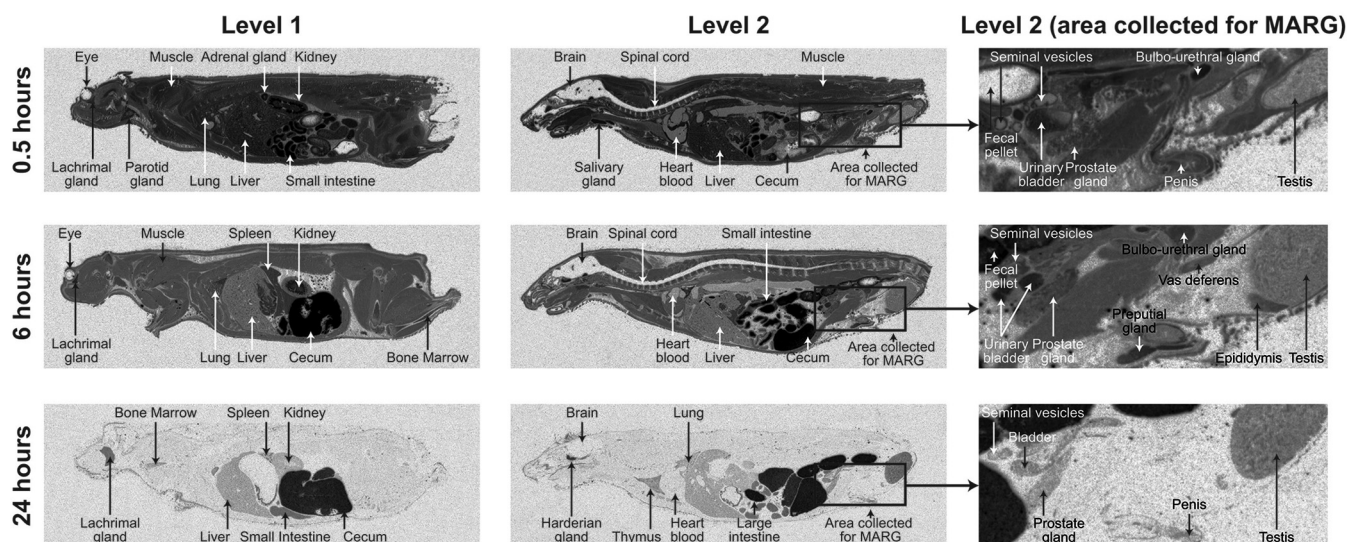 Level 1
Level 2
Level 2 (area collected for MARG)
0.5 hours
Eye
Muscle
Adrenal gland
Kidney
Lachrimal
gland
Parotid
gland
Lung
Liver
Small intestine
Brain
Spinal cord
Muscle
Salivary
gland
Heart
blood
Liver
Cecum
Area collected
for MARG
Seminal vesicles
Bulbo-urethral gland
Fecal
pellet
Urinary
bladder
Prostate
gland
Penis
Testis
6 hours
Eye
Muscle
Spleen
Kidney
Lachrimal
gland
Lung
Liver
Cecum
Bone Marrow
Brain
Spinal cord
Small intestine
Heart
blood
Liver
Cecum
Area collected
for MARG
Seminal vesicles
Bulbo-urethral gland
Fecal
pellet
Vas deferens
Preputial
gland
Urinary
bladder
Prostate
gland
Epididymis
Testis
24 hours
Bone Marrow
Spleen
Kidney
Lachrimal
gland
Liver
Small Intestine
Cecum
Brain
Lung
Harderian
gland
Thymus
Heart
blood
Large
intestine
Area collected
for MARG
Seminal vesicles
Bladder
Prostate
gland
Penis
Testis